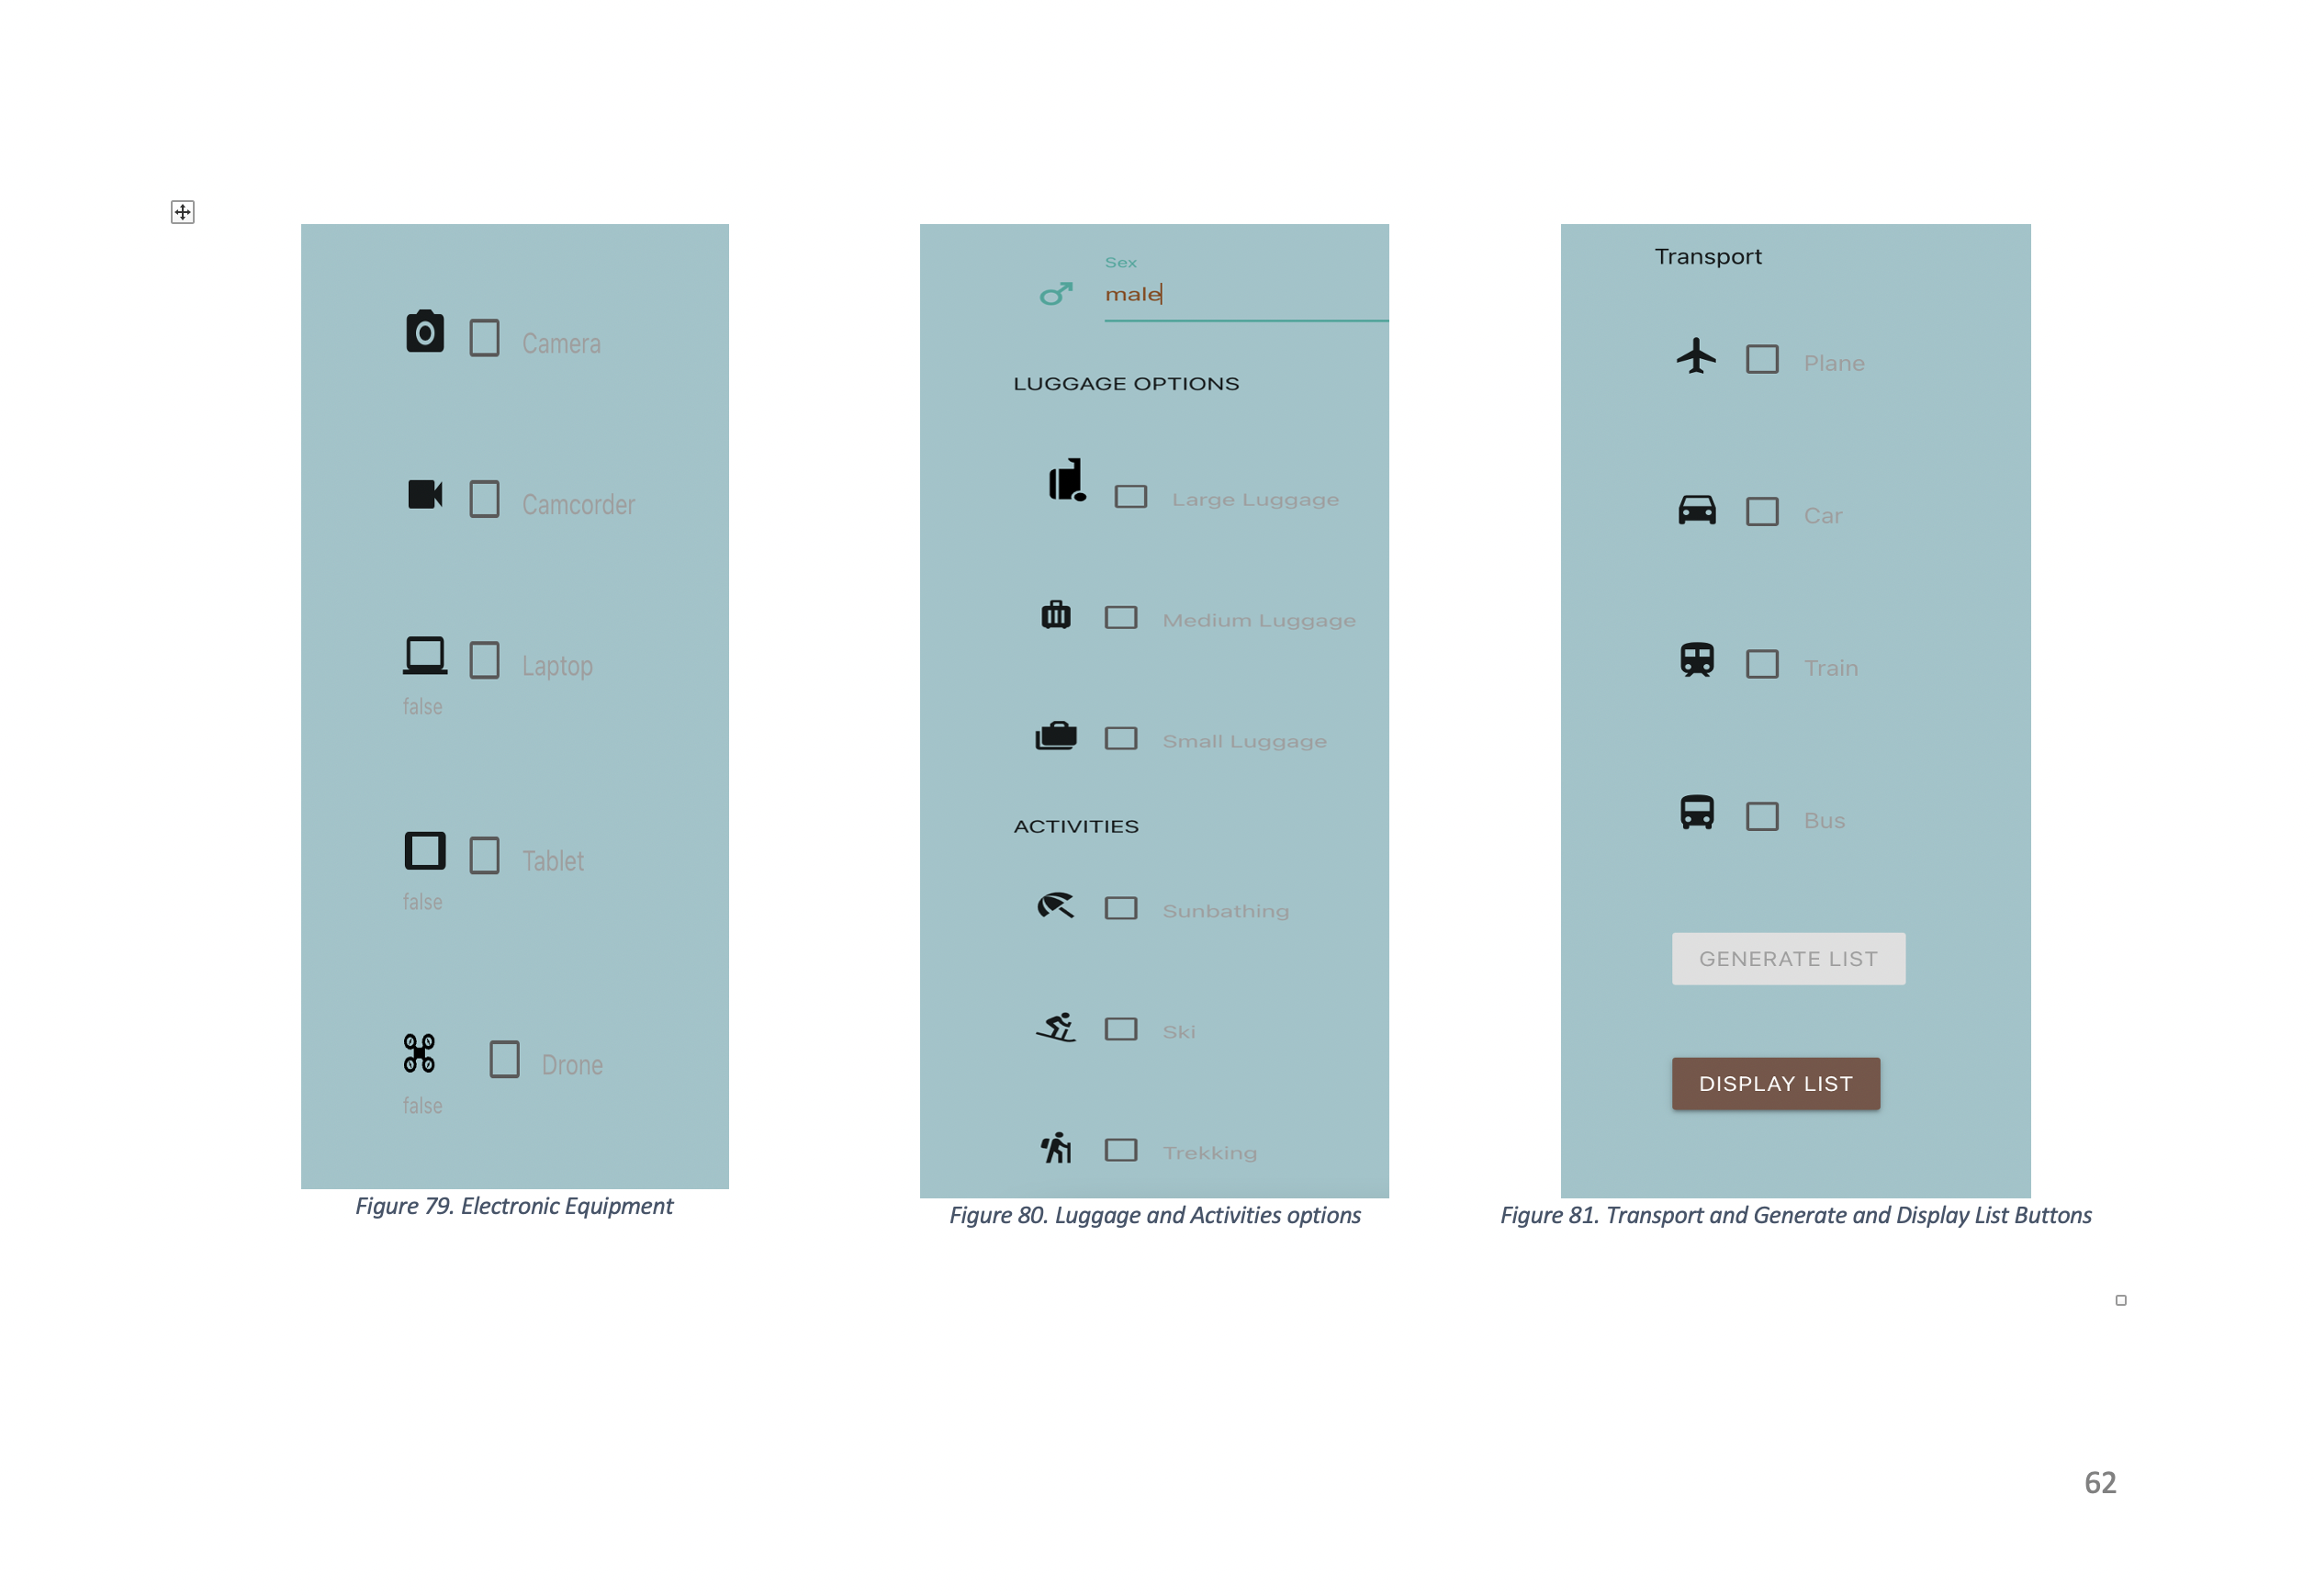 Camera
Camcorder
Laptop
false
Tablet
false
Drone
false
Figure 79. Electronic Equipment
Sex
male
LUGGAGE OPTIONS
Large Luggage
Medium Luggage
Small Luggage
ACTIVITIES
Sunbathing
Ski
Trekking
Figure 80. Luggage and Activities options
Transport
Plane
Car
Train
Bus
GENERATE LIST
DISPLAY LIST
Figure 81. Transport and Generate and Display List Buttons
62